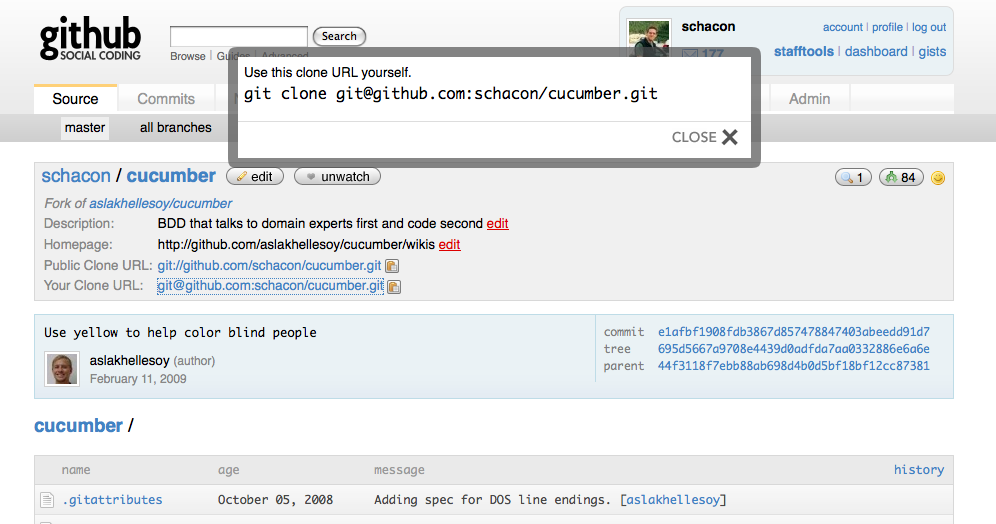 github
SOCIAL CODING
Search
Browse | Guides | Advanced
schacon
account | profile | log out
177
stafftools | dashboard | gists
Use this clone URL yourself.
git clone git@github.com:schacon/cucumber.git
CLOSE
Source
Commits
Admin
master
all branches
schacon / cucumber
edit
unwatch
1
84
Fork of aslakhellesoy/cucumber
Description: BDD that talks to domain experts first and code second edit
Homepage: http://github.com/aslakhellesoy/cucumber/wikis edit
Public Clone URL: git://github.com/schacon/cucumber.git
Your Clone URL: git@github.com:schacon/cucumber.git
Use yellow to help color blind people
aslakhellesoy (author)
February 11, 2009
commit e1afbf1908fdb3867d857478847403abeedd91d7
tree 695d5667a9708e4439d0adfda7aa0332886e6a6e
parent 44f3118f7ebb88ab698d4b0d5bf18bf12cc87381
cucumber /
name age message history
.gitattributes October 05, 2008 Adding spec for DOS line endings. [aslakhellesoy]